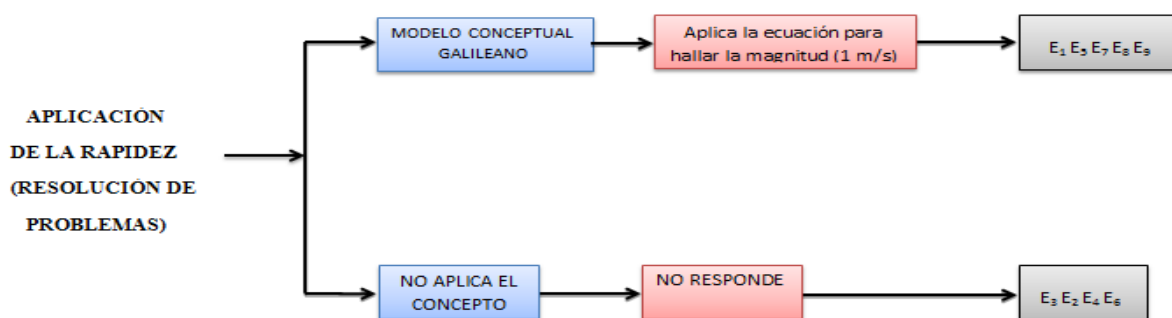 MODELO CONCEPTUAL
GALILEANO
Aplica la ecuación para
hallar la magnitud (1 m/s)
E₁ E₅ E₇ E₈ E₉
APLICACIÓN
DE LA RAPIDEZ
(RESOLUCIÓN DE
PROBLEMAS)
NO APLICA EL
CONCEPTO
NO RESPONDE
E₃ E₂ E₄ E₆